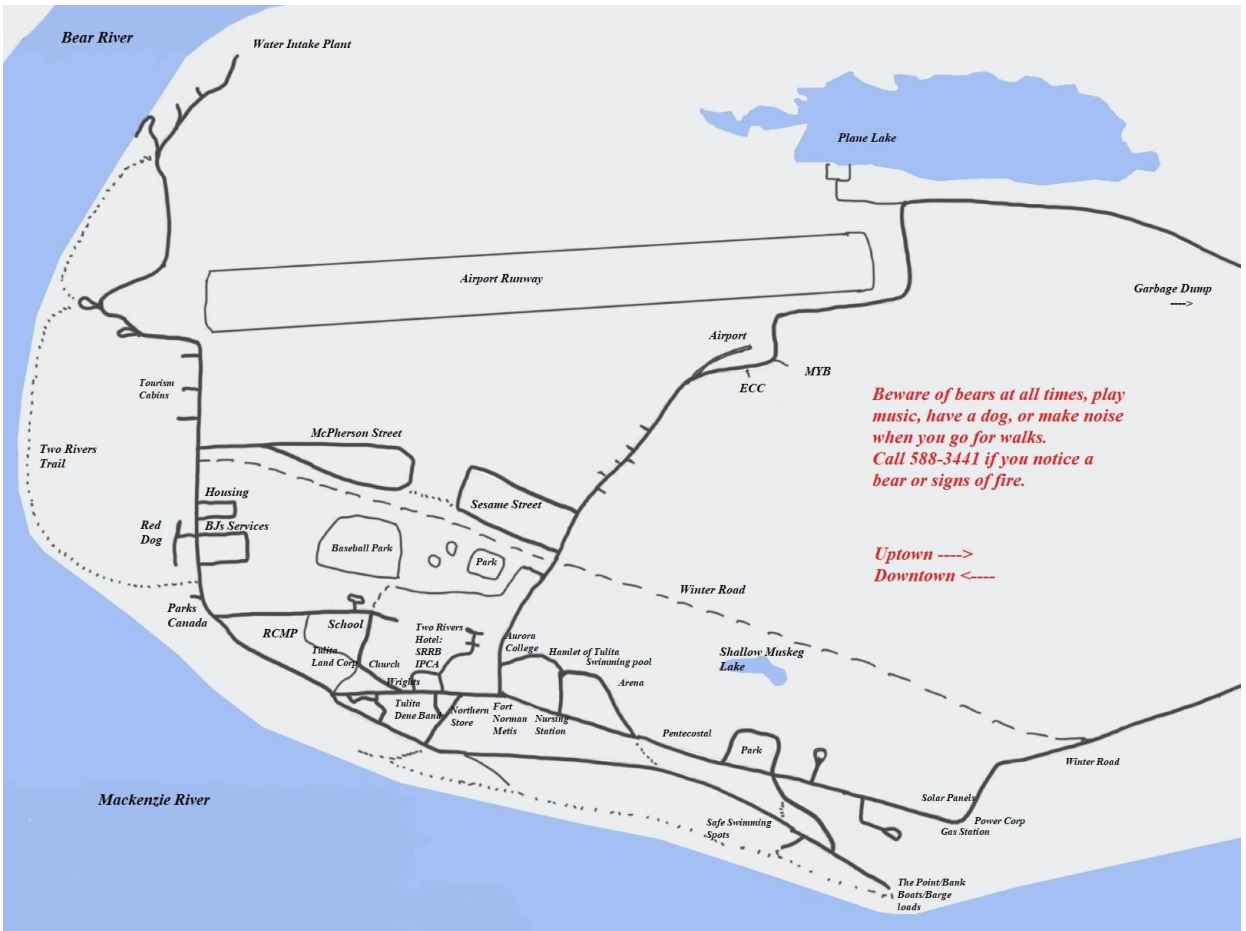 Bear River
Water Intake Plant
Plane Lake
Airport Runway
Garbage Dump
---->
Airport
MYB
ECC
Tourism
Cabins
Beware of bears at all times, play
music, have a dog, or make noise
when you go for walks.
Call 588-3441 if you notice a
bear or signs of fire.
McPherson Street
Two Rivers
Trail
Housing
Sesame Street
Red
Dog
BJs Services
Baseball Park
Park
Uptown ---->
Downtown <----
Winter Road
Parks
Canada
RCMP
School
Two Rivers
Hotel:
SRRB
IPCA
Aurora
College
Hamlet of Tulita
Swimming pool
Shallow Muskeg
Lake
Tulita
Land Corp
Church
Wrights
Arena
Tulita
Dene Band
Northern
Store
Fort
Norman
Metis
Nursing
Station
Pentecostal
Park
Winter Road
Mackenzie River
Solar Panels
Safe Swimming
Spots
Power Corp
Gas Station
The Point/Bank
Boats/Barge
loads